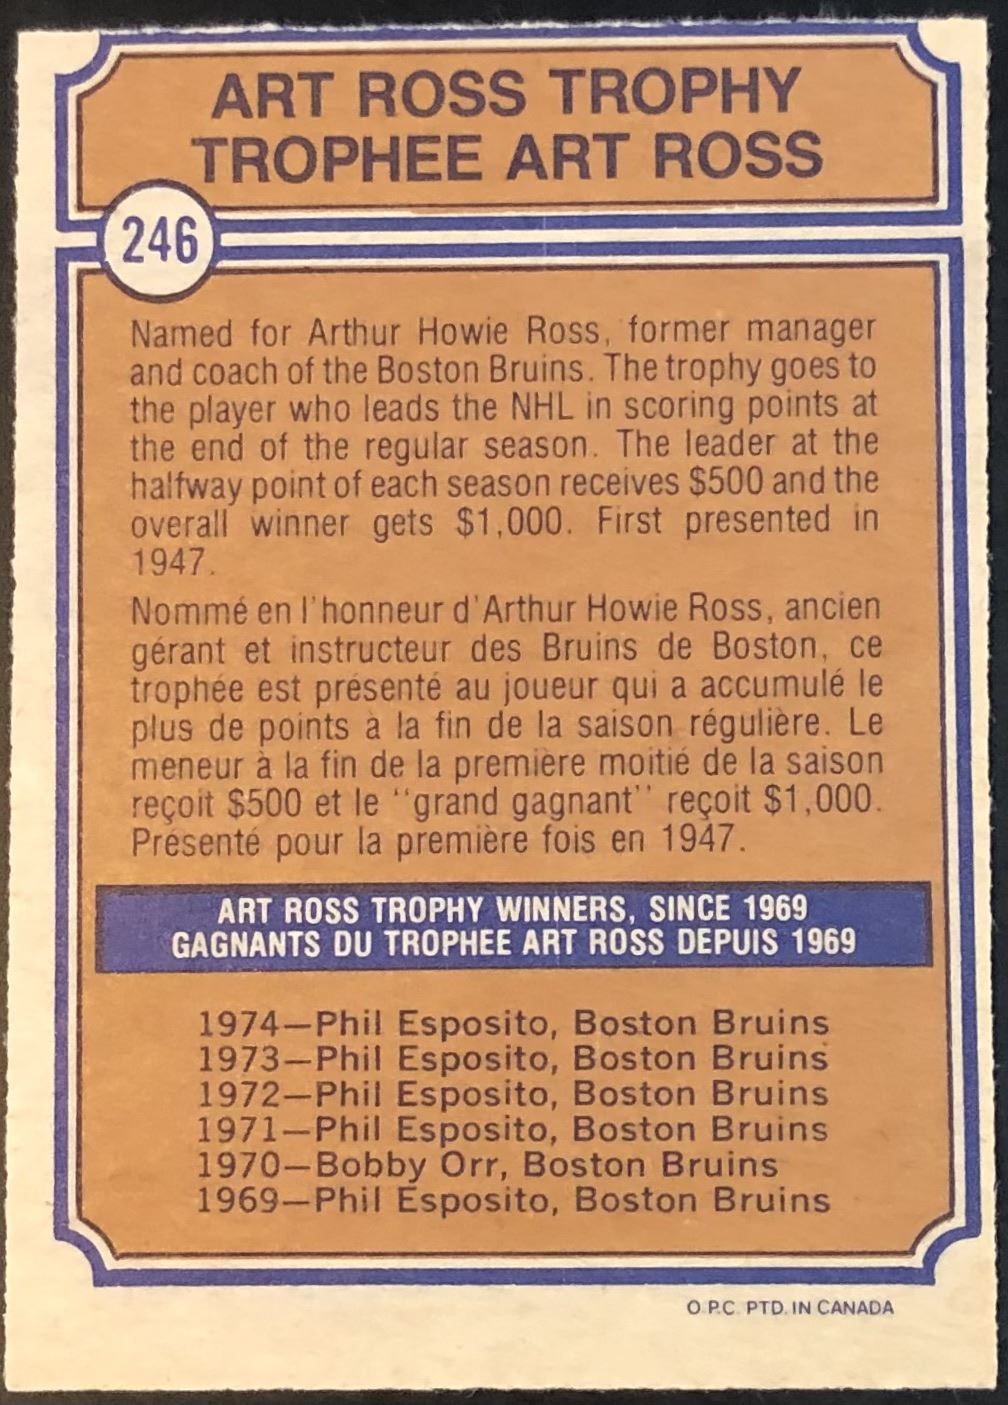 ART ROSS TROPHY
TROPHEE ART ROSS
246
Named for Arthur Howie Ross, former manager
and coach of the Boston Bruins. The trophy goes to
the player who leads the NHL in scoring points at
the end of the regular season. The leader at the
halfway point of each season receives $500 and the
overall winner gets $1,000. First presented in
1947.
Nommé en l'honneur d'Arthur Howie Ross, ancien
gérant et instructeur des Bruins de Boston, ce
trophée est présenté au joueur qui a accumulé le
plus de points à la fin de la saison régulière. Le
meneur à la fin de la première moitié de la saison
reçoit $500 et le "grand gagnant" reçoit $1,000.
Présenté pour la première fois en 1947.
ART ROSS TROPHY WINNERS, SINCE 1969
GAGNANTS DU TROPHEE ART ROSS DEPUIS 1969
1974—Phil Esposito, Boston Bruins
1973—Phil Esposito, Boston Bruins
1972—Phil Esposito, Boston Bruins
1971—Phil Esposito, Boston Bruins
1970—Bobby Orr, Boston Bruins
1969—Phil Esposito, Boston Bruins
O.P.C. PTD. IN CANADA